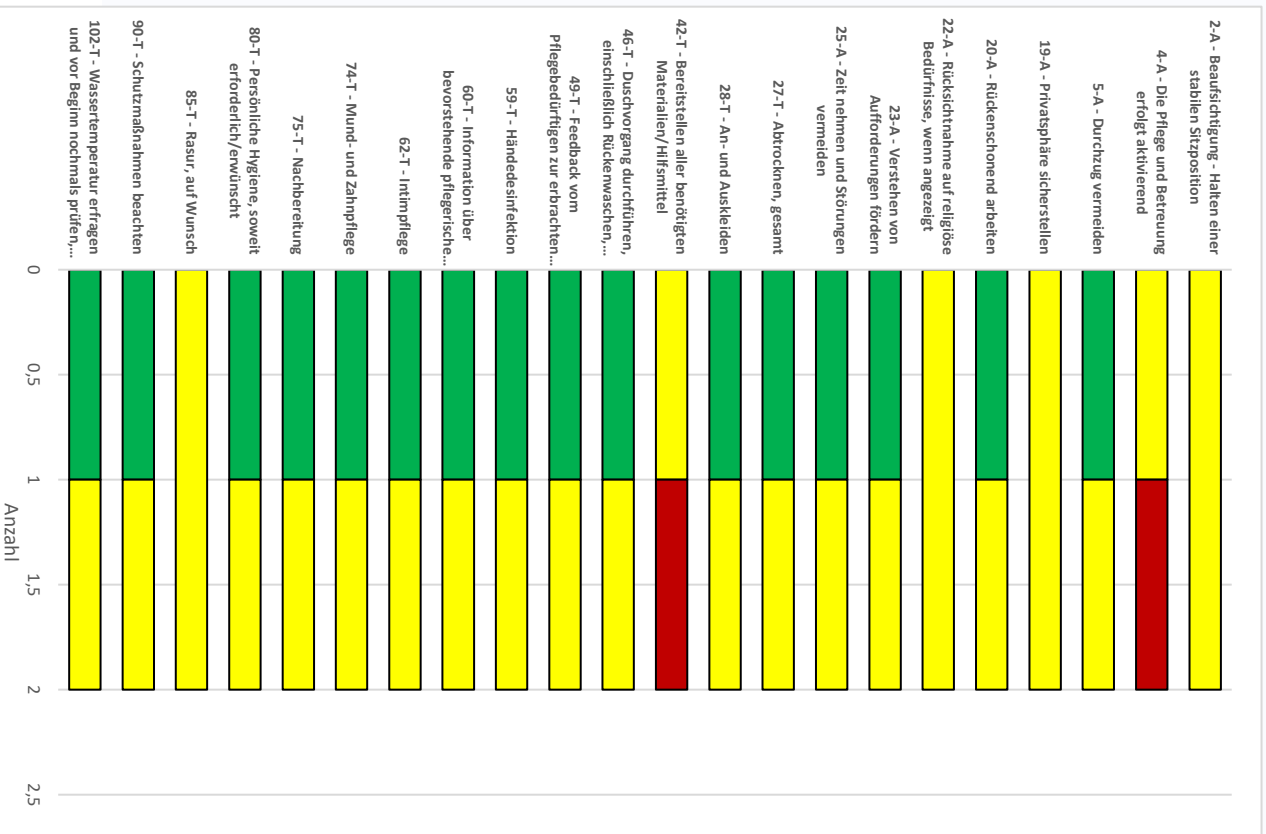 2-A - Beaufsichtigung - Halten einer
stabilen Sitzposition
4-A - Die Pflege und Betreuung
erfolgt aktivierend
5-A - Durchzug vermeiden
19-A - Privatsphäre sicherstellen
20-A - Rückenschonend arbeiten
22-A - Rücksichtnahme auf religiöse
Bedürfnisse, wenn angezeigt
23-A - Verstehen von
Aufforderungen fördern
25-A - Zeit nehmen und Störungen
vermeiden
27-T - Abtrocknen, gesamt
28-T - An- und Auskleiden
42-T - Bereitstellen aller benötigten
Materialien/Hilfsmittel
46-T - Duschvorgang durchführen,
einschließlich Rückenwaschen,...
49-T - Feedback vom
Pflegebedürftigen zur erbrachten...
59-T - Händedesinfektion
60-T - Information über
bevorstehende pflegerische...
62-T - Intimpflege
74-T - Mund- und Zahnpflege
75-T - Nachbereitung
80-T - Persönliche Hygiene, soweit
erforderlich/erwünscht
85-T - Rasur, auf Wunsch
90-T - Schutzmaßnahmen beachten
102-T - Wassertemperatur erfragen
und vor Beginn nochmals prüfen,...
0
0,5
1
1,5
2
2,5
Anzahl